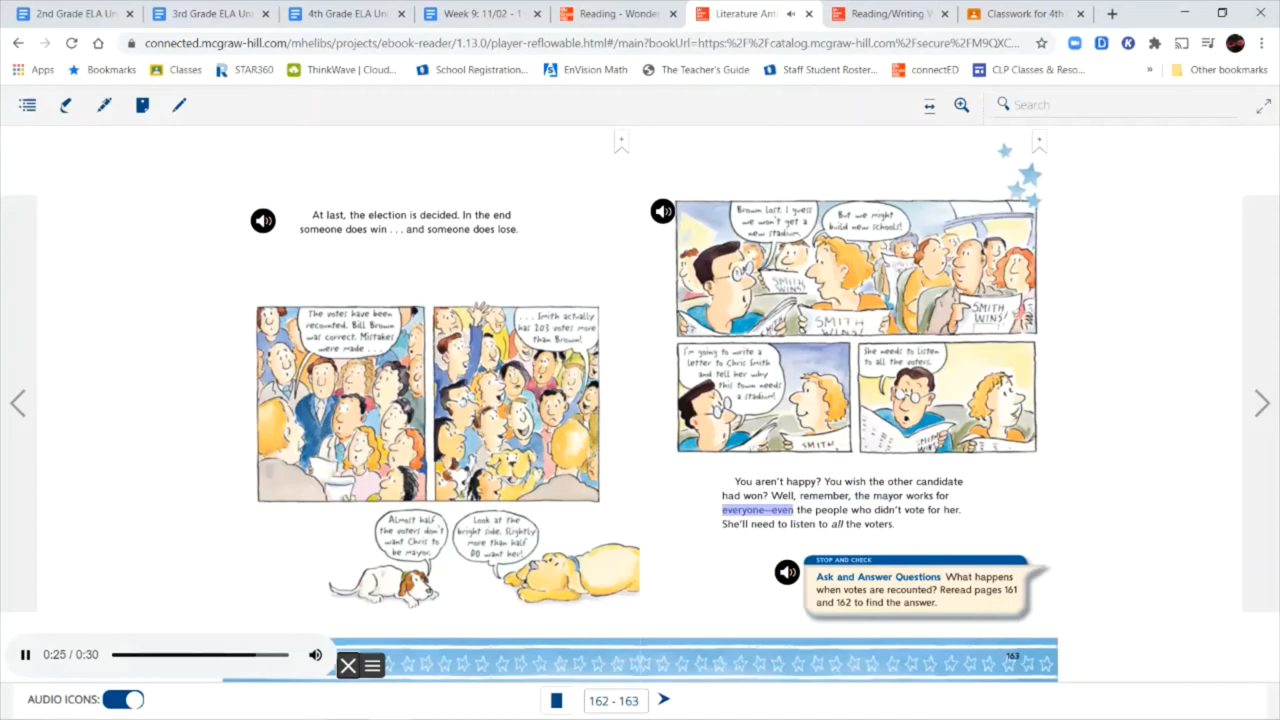 2nd Grade ELA Un
3rd Grade ELA Un
4th Grade ELA Un
Week 9: 11/02 - 1
Reading - Wonde
Literature Ant
Reading/Writing V
Classwork for 4th
connected.mcgraw-hill.com/mhelibs/projects/ebook-reader/1.13.0/player-reflowable.html#/main?bookUrl=https:%2F%2Fcatalog.mcgraw-hill.com%2Fsecure%2FM9QXC...
Apps
Bookmarks
Classes
STAR360
ThinkWave | Cloud...
School Registration...
EnVision Math
The Teacher's Guide
Staff Student Roster...
connectED
CLP Classes & Reso...
»
Other bookmarks
Search
At last, the election is decided. In the end
someone does win . . . and someone does lose.
The votes have been
recounted. Bill Brown
was correct. Mistakes
were made . . .
. . . Smith actually
has 203 votes more
than Brown!
Almost half
the voters don't
want Chris to
be mayor.
Look at the
bright side. Slightly
more than half
DO want her!
Brown lost. I guess
we won't get a
new stadium.
But we might
build new schools!
SMITH
WINS!
SMITH
WINS!
SMITH
WINS!
I'm going to write a
letter to Chris Smith
and tell her why
this town needs
a stadium!
SMITH
She needs to listen
to all the voters.
SMITH
WINS
You aren't happy? You wish the other candidate
had won? Well, remember, the mayor works for
everyone—even the people who didn't vote for her.
She'll need to listen to all the voters.
STOP AND CHECK
Ask and Answer Questions What happens
when votes are recounted? Reread pages 161
and 162 to find the answer.
163
0:25 / 0:30
AUDIO ICONS:
162 - 163